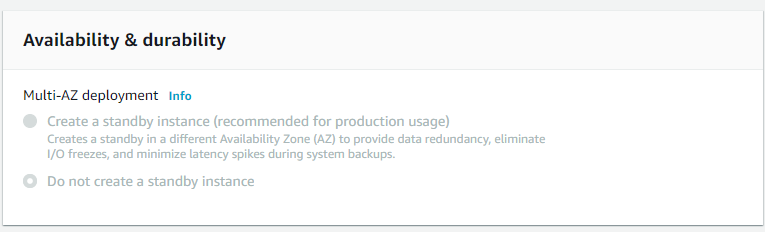 Availability & durability
Multi-AZ deployment Info
Create a standby instance (recommended for production usage)
Creates a standby in a different Availability Zone (AZ) to provide data redundancy, eliminate
I/O freezes, and minimize latency spikes during system backups.
Do not create a standby instance